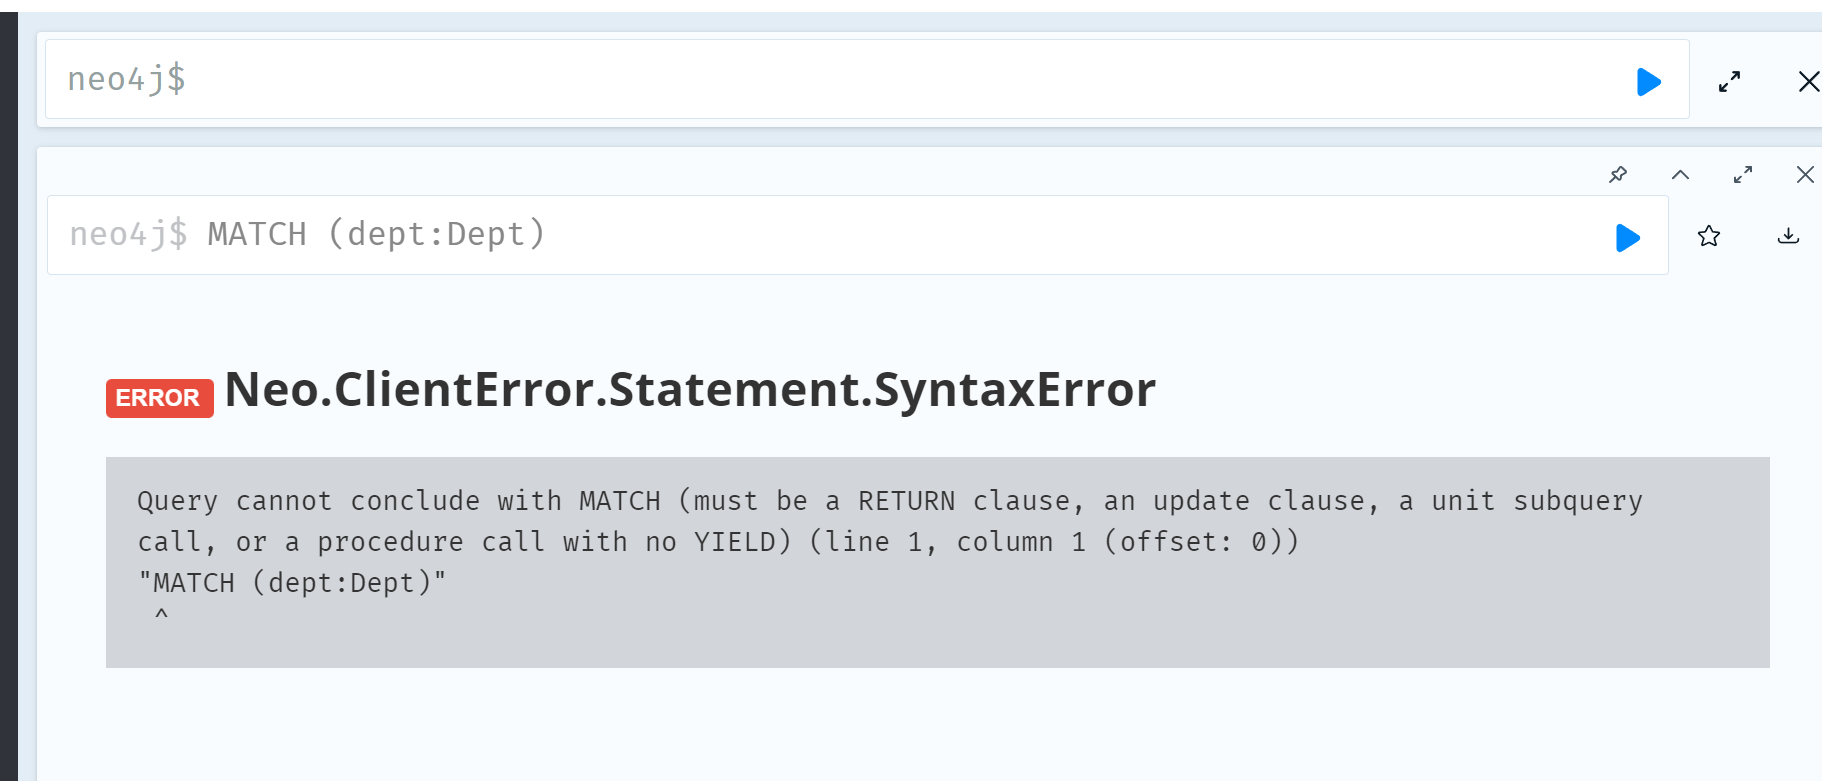 neo4j$
neo4j$ MATCH (dept:Dept)
ERROR Neo.ClientError.Statement.SyntaxError
Query cannot conclude with MATCH (must be a RETURN clause, an update clause, a unit subquery
call, or a procedure call with no YIELD) (line 1, column 1 (offset: 0))
"MATCH (dept:Dept)"
^